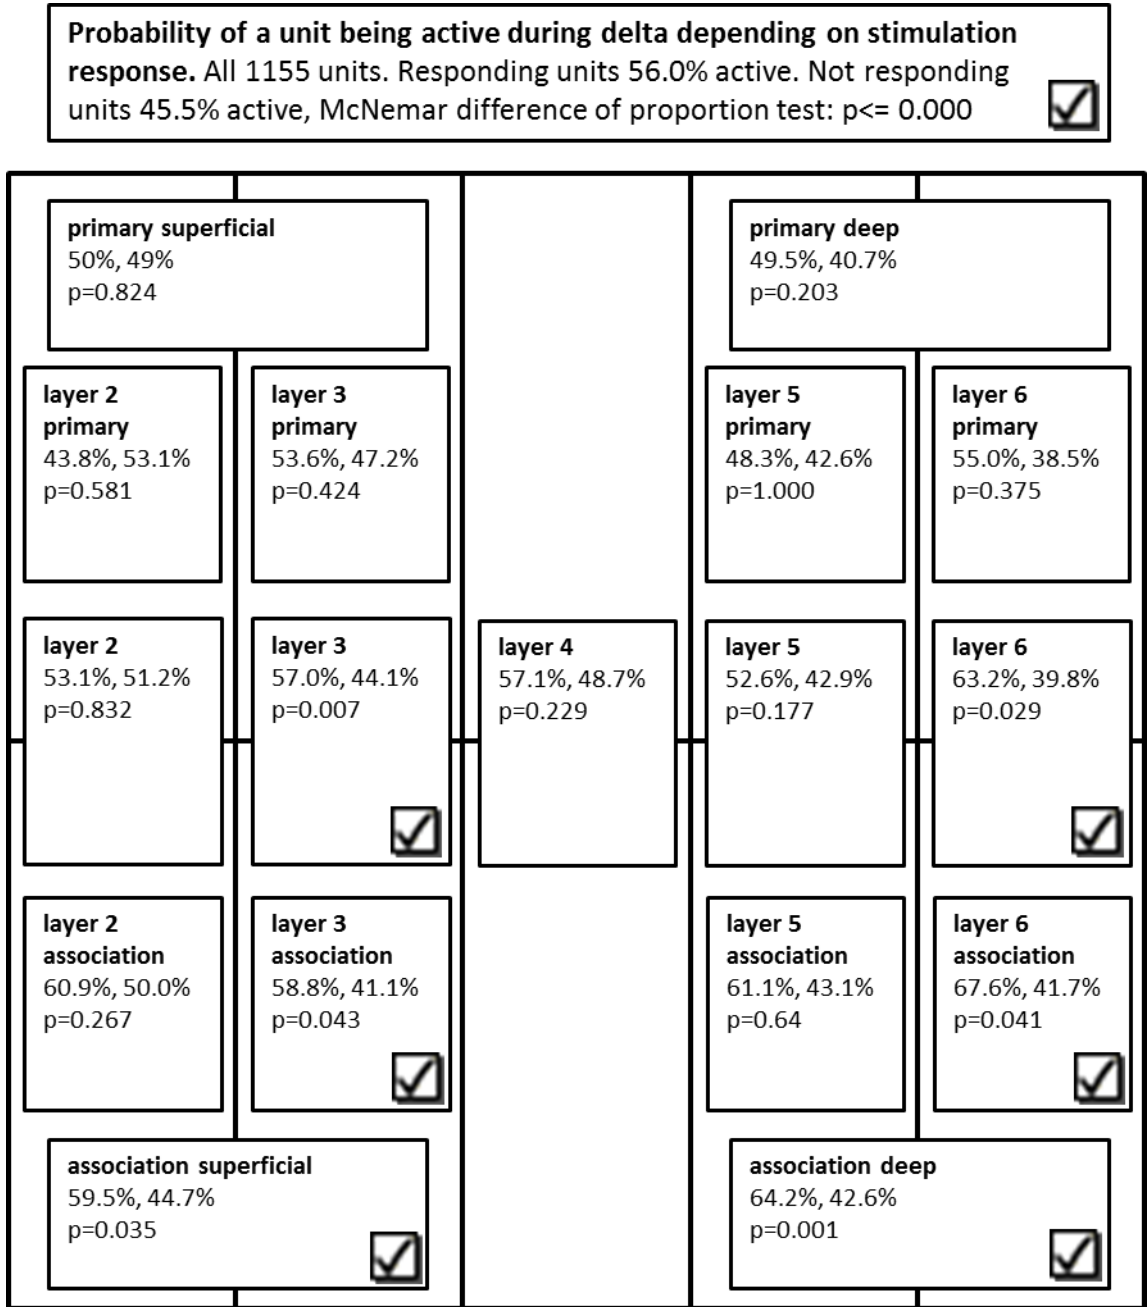 Probability of a unit being active during delta depending on stimulation
response. All 1155 units. Responding units 56.0% active. Not responding
units 45.5% active, McNemar difference of proportion test: p<= 0.000
primary superficial
50%, 49%
p=0.824
primary deep
49.5%, 40.7%
p=0.203
layer 2
primary
43.8%, 53.1%
p=0.581
layer 3
primary
53.6%, 47.2%
p=0.424
layer 5
primary
48.3%, 42.6%
p=1.000
layer 6
primary
55.0%, 38.5%
p=0.375
layer 2
53.1%, 51.2%
p=0.832
layer 3
57.0%, 44.1%
p=0.007
layer 4
57.1%, 48.7%
p=0.229
layer 5
52.6%, 42.9%
p=0.177
layer 6
63.2%, 39.8%
p=0.029
layer 2
association
60.9%, 50.0%
p=0.267
layer 3
association
58.8%, 41.1%
p=0.043
layer 5
association
61.1%, 43.1%
p=0.64
layer 6
association
67.6%, 41.7%
p=0.041
association superficial
59.5%, 44.7%
p=0.035
association deep
64.2%, 42.6%
p=0.001